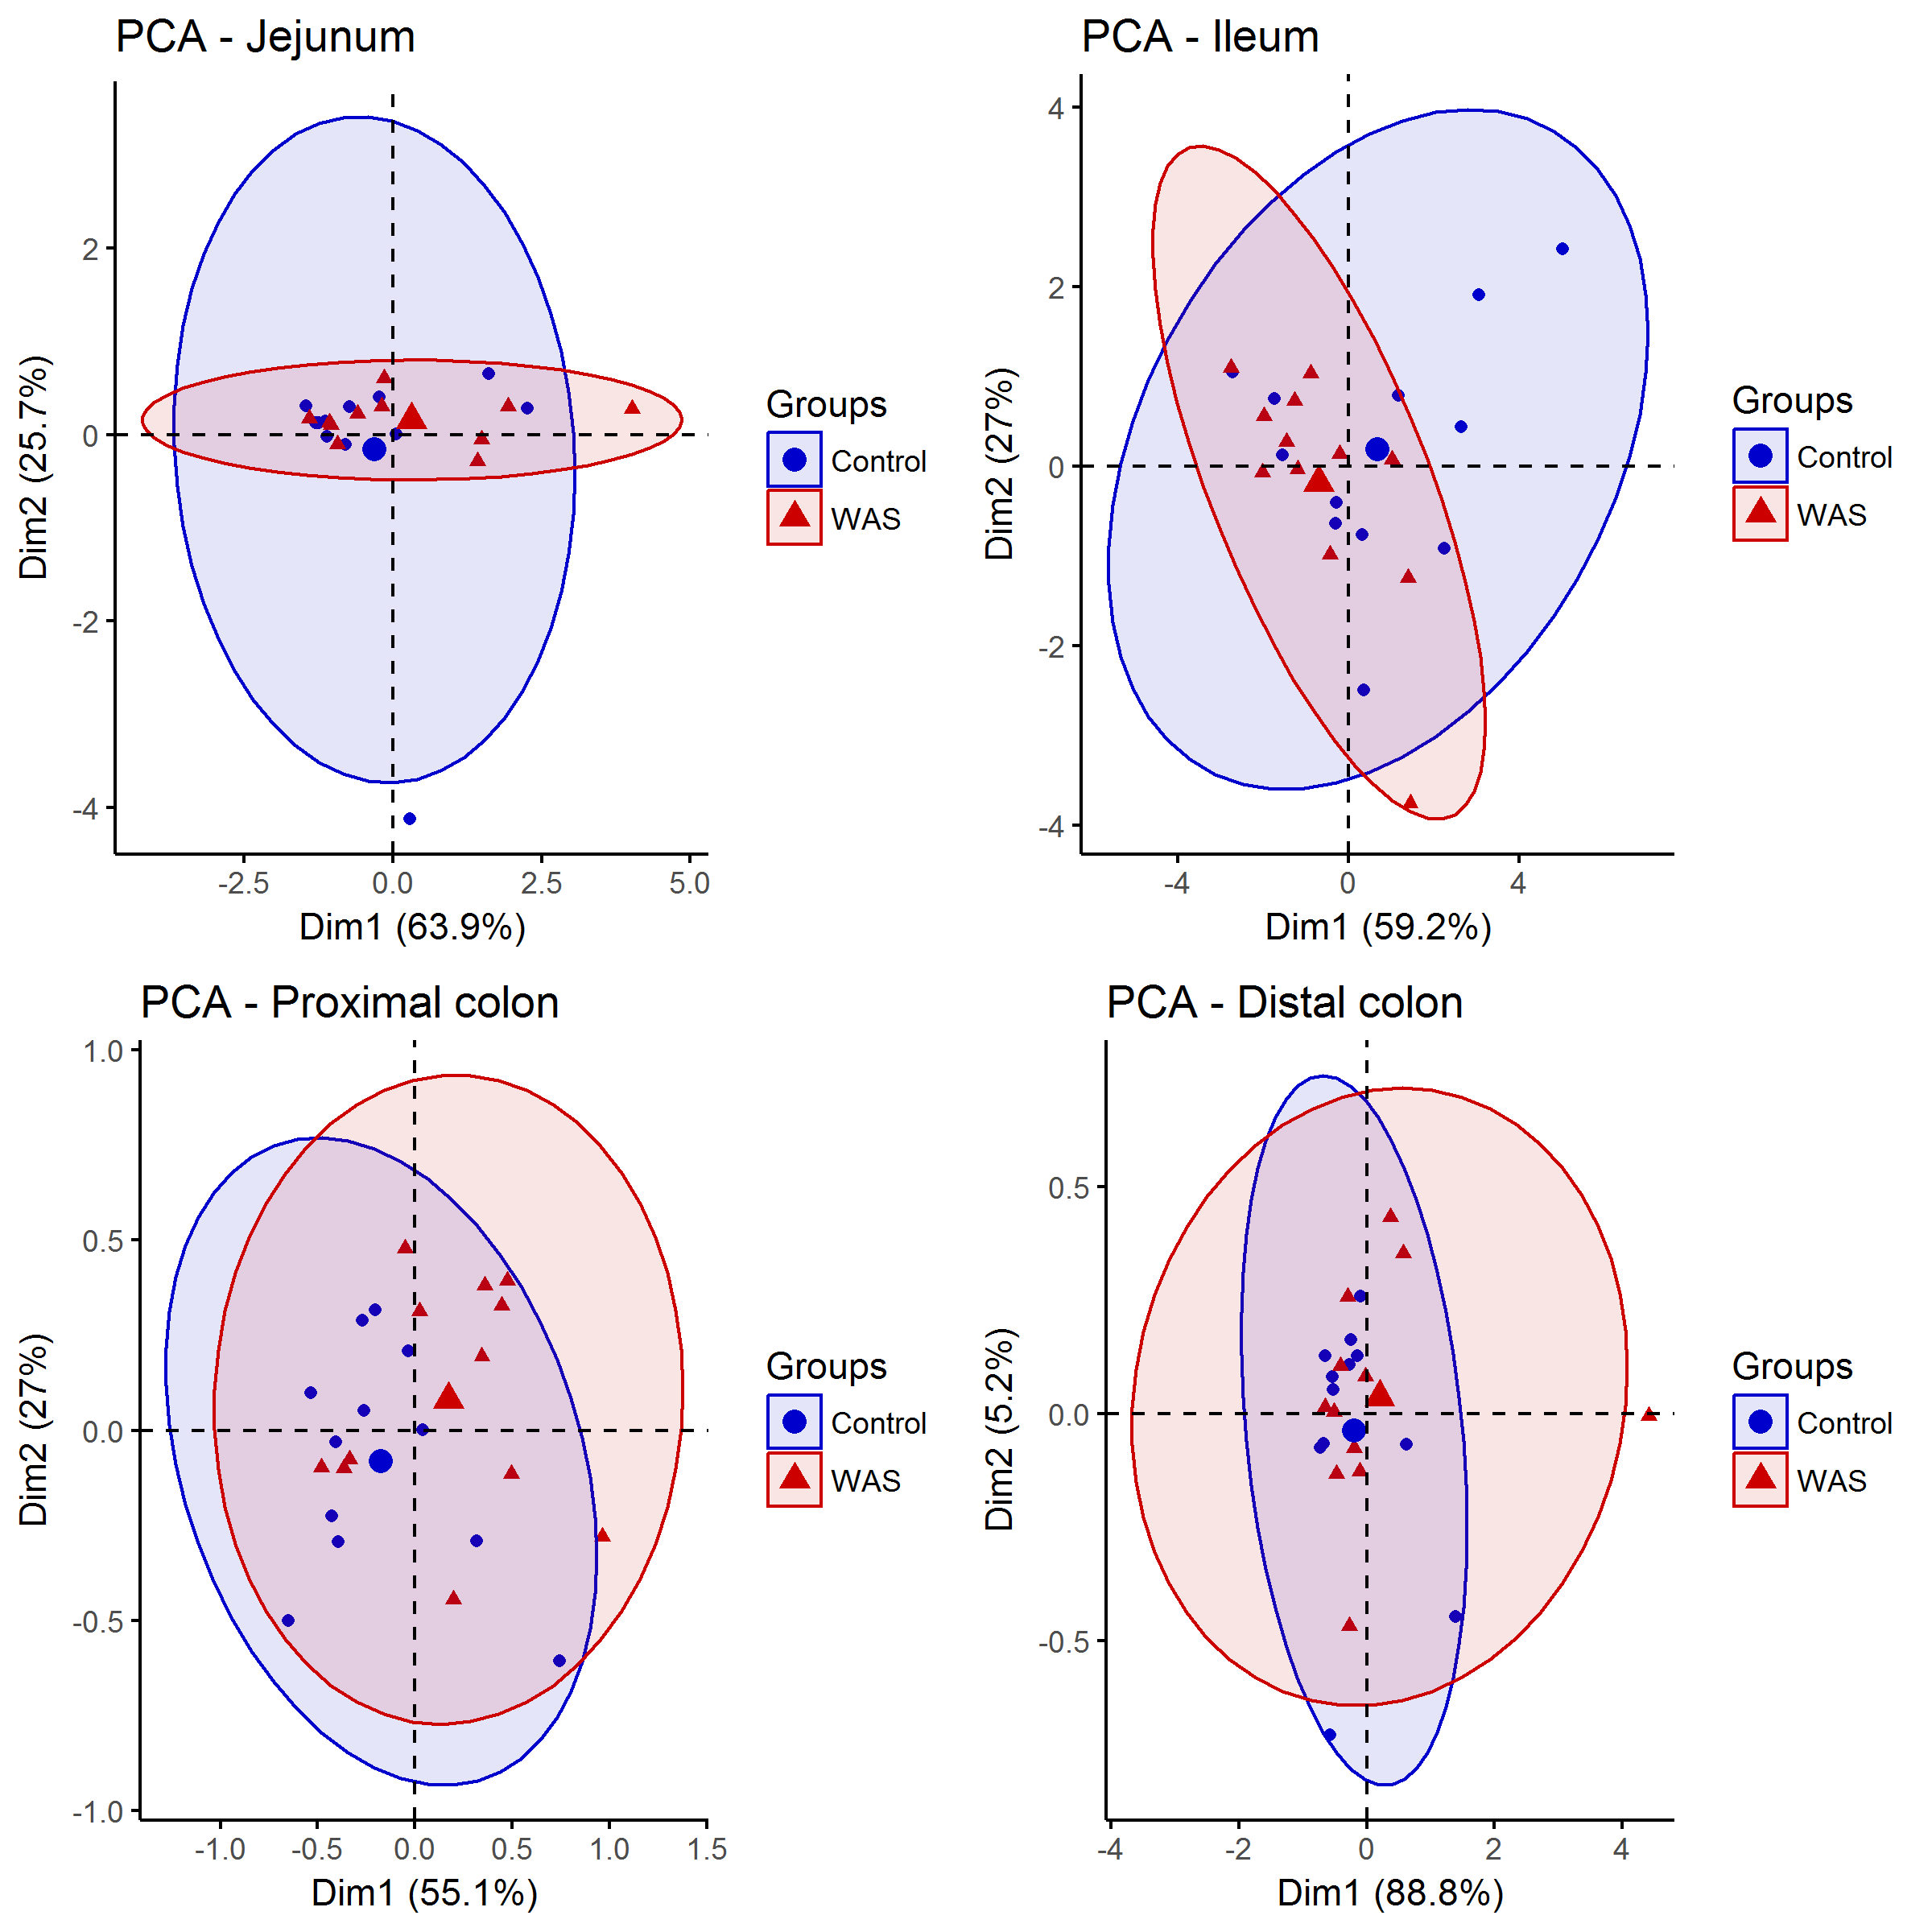 PCA - Jejunum
2
0
-2
-4
Dim2 (25.7%)
-2.5
0.0
2.5
5.0
Dim1 (63.9%)
Groups
Control
WAS
PCA - Ileum
4
2
0
-2
-4
Dim2 (27%)
-4
0
4
Dim1 (59.2%)
Groups
Control
WAS
PCA - Proximal colon
1.0
0.5
0.0
-0.5
-1.0
Dim2 (27%)
-1.0
-0.5
0.0
0.5
1.0
1.5
Dim1 (55.1%)
Groups
Control
WAS
PCA - Distal colon
0.5
0.0
-0.5
Dim2 (5.2%)
-4
-2
0
2
4
Dim1 (88.8%)
Groups
Control
WAS